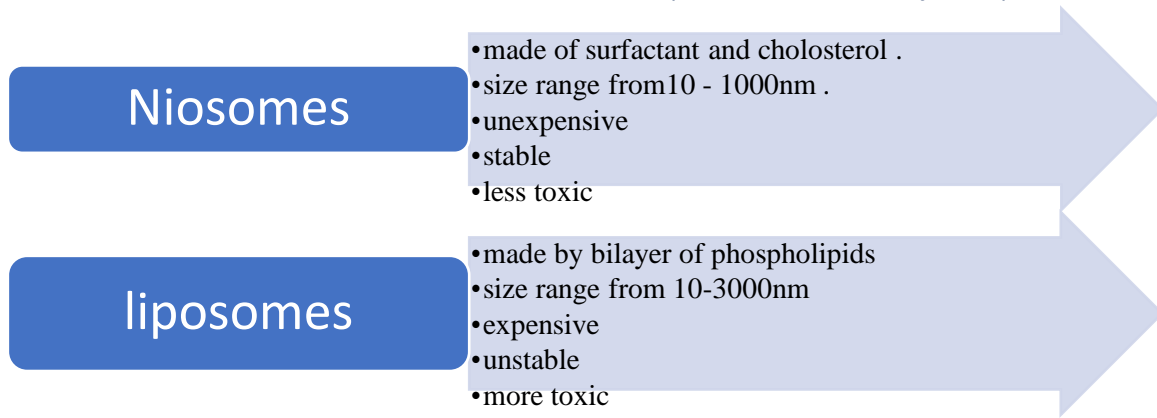 Niosomes
•made of surfactant and cholosterol .
•size range from10 - 1000nm .
•unexpensive
•stable
•less toxic
liposomes
•made by bilayer of phospholipids
•size range from 10-3000nm
•expensive
•unstable
•more toxic